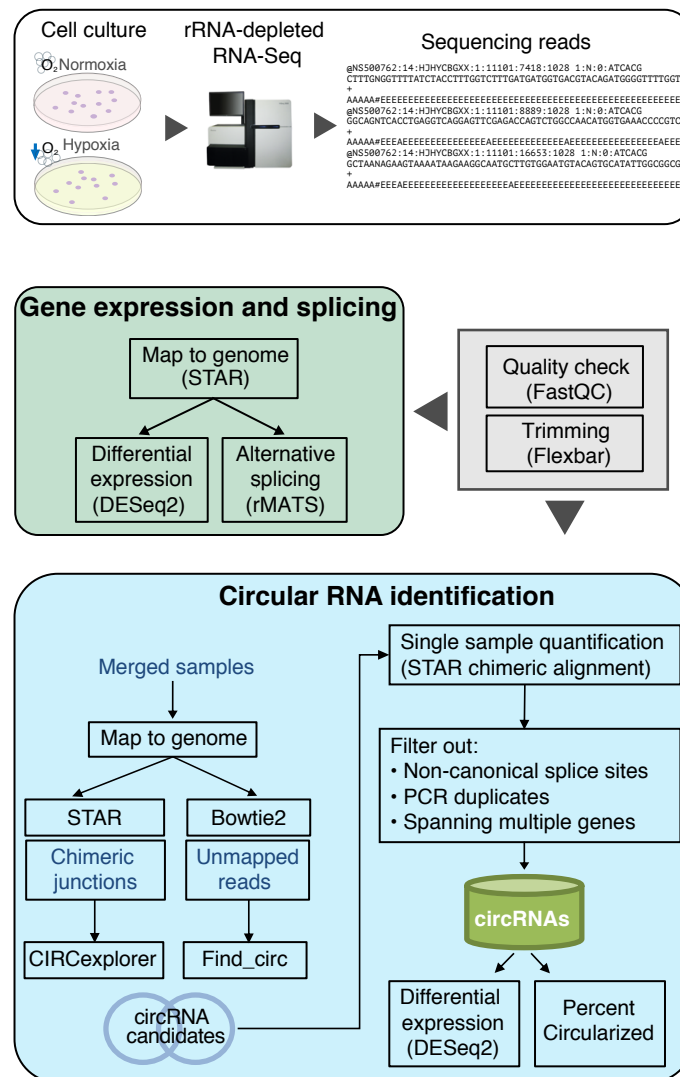 Cell culture
rRNA-depleted
RNA-Seq
Sequencing reads
O₂ Normoxia
O₂ Hypoxia
@NS500762:14:HJHYCBGXX:1:11101:7418:1028 1:N:0:ATCACG
CTTTGNGGTTTTATCTACCTTTGGTCTTTGATGATGGTGACGTACAGATGGGGTTTTGGT
+
AAAAA#EEEEEEEEEEEEEEEEEEEEEEEEEEEEEEEEEEEEEEEEEEEEEEEEEEEEEE
@NS500762:14:HJHYCBGXX:1:11101:8889:1028 1:N:0:ATCACG
GGCAGNTCACCTGAGGTCAGGAGTTCGAGACCAGTCTGGCCAACATGGTGAAACCCCGTC
+
AAAAA#EEEAEEEEEEEEEEEEEEEEEEEEEAEEEEEEEEEEEEEEEEEEEEEEEEAEEE
@NS500762:14:HJHYCBGXX:1:11101:16653:1028 1:N:0:ATCACG
GCTAANAGAAGTAAAATAAGAAGGCAATGCTTGTGGAATGTACAGTGCATATTGGCGGCG
+
AAAAA#EEEAEEEEEEEEEEEEEEEEEEAEEEEEEEEEEEEEEEEEEEEEEEEEEEEEEE
Gene expression and splicing
Map to genome
(STAR)
Differential
expression
(DESeq2)
Alternative
splicing
(rMATS)
Quality check
(FastQC)
Trimming
(Flexbar)
Circular RNA identification
Merged samples
Map to genome
STAR
Bowtie2
Chimeric
junctions
Unmapped
reads
CIRCexplorer
Find_circ
circRNA
candidates
Single sample quantification
(STAR chimeric alignment)
Filter out:
• Non-canonical splice sites
• PCR duplicates
• Spanning multiple genes
circRNAs
Differential
expression
(DESeq2)
Percent
Circularized